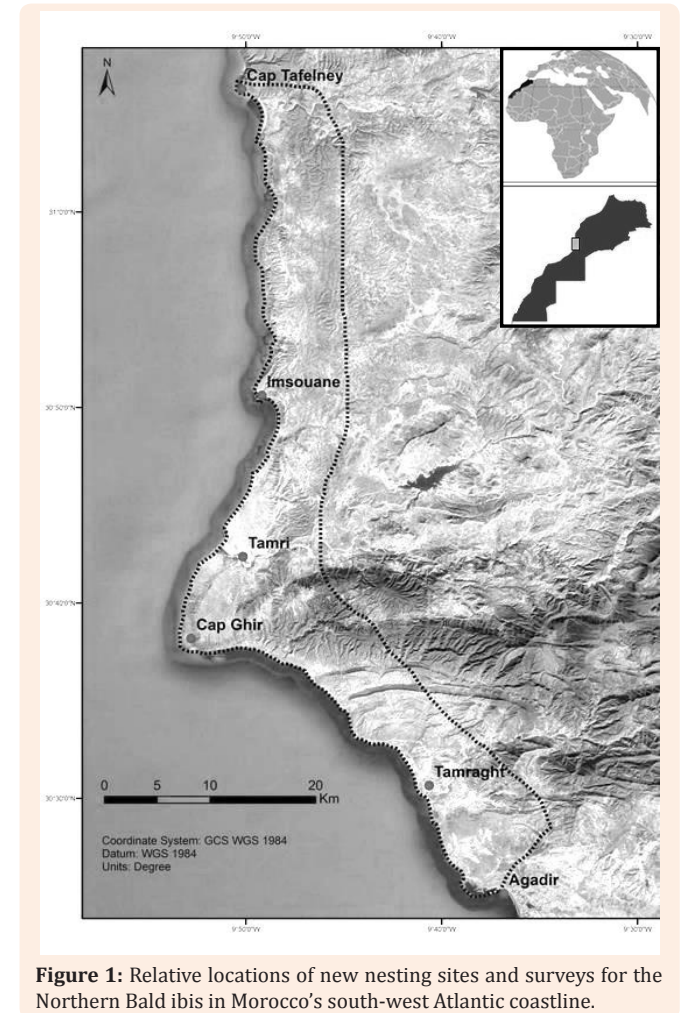 9°50'0"W 9°40'0"W 9°30'0"W
N
Cap Tafelney
31°0'0"N
Imsouane
30°50'0"N
Tamri
30°40'0"N
Cap Ghir
Tamraght
0 5 10 20
Km
30°30'0"N
Coordinate System: GCS WGS 1984
Datum: WGS 1984
Units: Degree
Agadir
9°50'0"W 9°40'0"W 9°30'0"W
Figure 1: Relative locations of new nesting sites and surveys for the
Northern Bald ibis in Morocco's south-west Atlantic coastline.